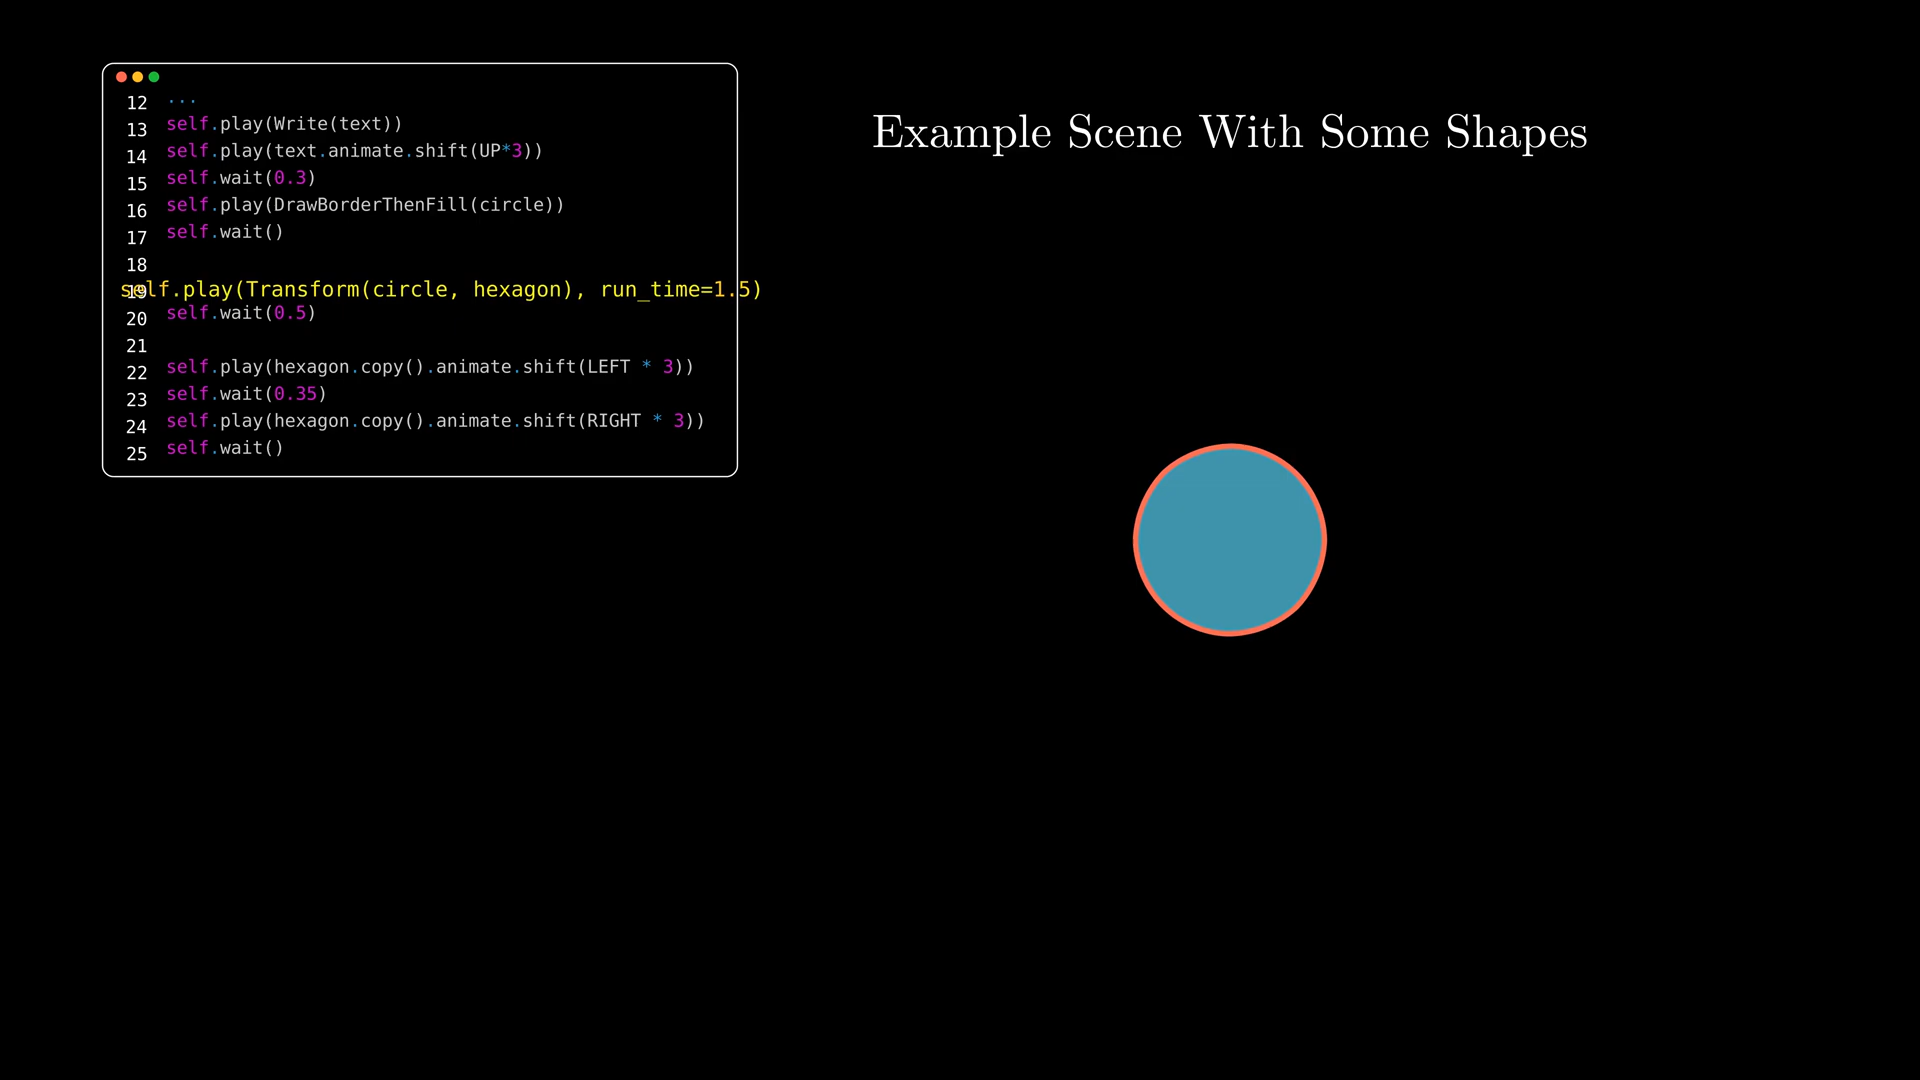 12 ...
13 self.play(Write(text))
14 self.play(text.animate.shift(UP*3))
15 self.wait(0.3)
16 self.play(DrawBorderThenFill(circle))
17 self.wait()
18
19 self.play(Transform(circle, hexagon), run_time=1.5)
20 self.wait(0.5)
21
22 self.play(hexagon.copy().animate.shift(LEFT * 3))
23 self.wait(0.35)
24 self.play(hexagon.copy().animate.shift(RIGHT * 3))
25 self.wait()
Example Scene With Some Shapes